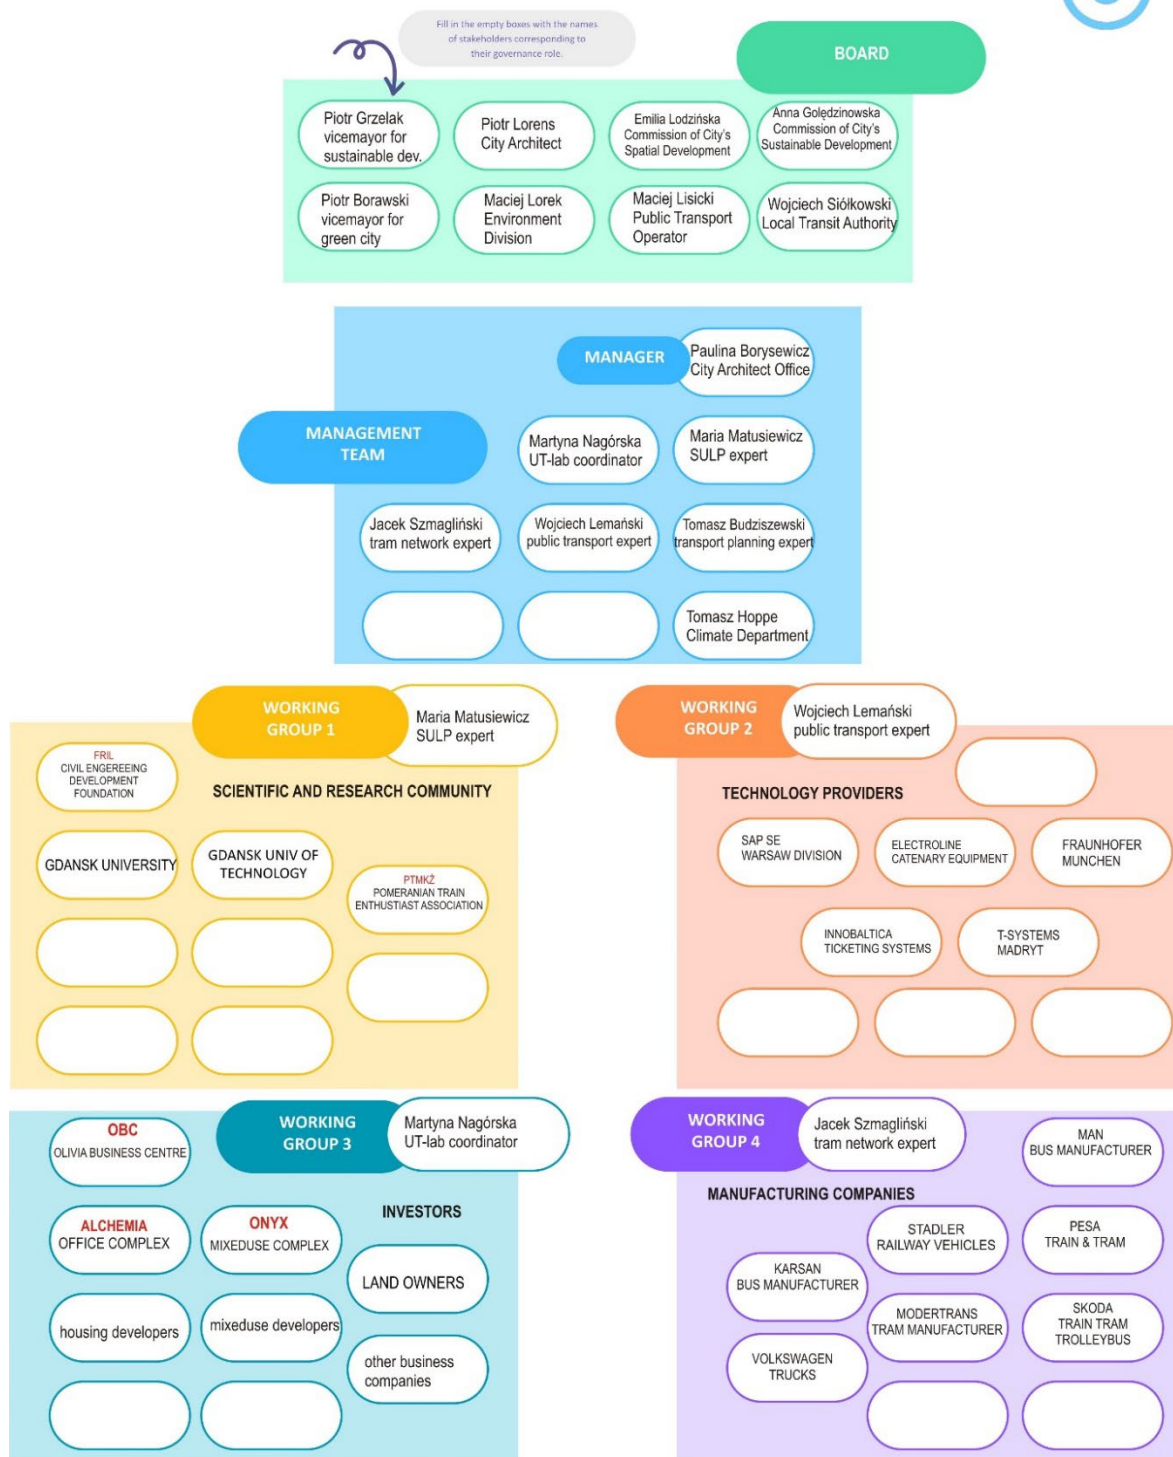 Fill in the empty boxes with the names
of stakeholders corresponding to
their governance role.
BOARD
Piotr Grzelak
vicemayor for
sustainable dev.
Piotr Lorens
City Architect
Emilia Lodzińska
Commission of City's
Spatial Development
Anna Golędzinowska
Commission of City's
Sustainable Development
Piotr Borawski
vicemayor for
green city
Maciej Lorek
Environment
Division
Maciej Lisicki
Public Transport
Operator
Wojciech Siółkowski
Local Transit Authority
MANAGER
Paulina Borysewicz
City Architect Office
MANAGEMENT
TEAM
Martyna Nagórska
UT-lab coordinator
Maria Matusiewicz
SULP expert
Jacek Szmagliński
tram network expert
Wojciech Lemański
public transport expert
Tomasz Budziszewski
transport planning expert
Tomasz Hoppe
Climate Department
WORKING
GROUP 1
Maria Matusiewicz
SULP expert
FRIL
CIVIL ENGEREEING
DEVELOPMENT
FOUNDATION
SCIENTIFIC AND RESEARCH COMMUNITY
GDANSK UNIVERSITY
GDANSK UNIV OF
TECHNOLOGY
PTMKŻ
POMERANIAN TRAIN
ENTHUSTIAST ASSOCIATION
WORKING
GROUP 2
Wojciech Lemański
public transport expert
TECHNOLOGY PROVIDERS
SAP SE
WARSAW DIVISION
ELECTROLINE
CATENARY EQUIPMENT
FRAUNHOFER
MUNCHEN
INNOBALTICA
TICKETING SYSTEMS
T-SYSTEMS
MADRYT
WORKING
GROUP 3
Martyna Nagórska
UT-lab coordinator
OBC
OLIVIA BUSINESS CENTRE
INVESTORS
ALCHEMIA
OFFICE COMPLEX
ONYX
MIXEDUSE COMPLEX
LAND OWNERS
housing developers
mixeduse developers
other business
companies
WORKING
GROUP 4
Jacek Szmagliński
tram network expert
MAN
BUS MANUFACTURER
MANUFACTURING COMPANIES
STADLER
RAILWAY VEHICLES
PESA
TRAIN & TRAM
KARSAN
BUS MANUFACTURER
MODERTRANS
TRAM MANUFACTURER
SKODA
TRAIN TRAM
TROLLEYBUS
VOLKSWAGEN
TRUCKS